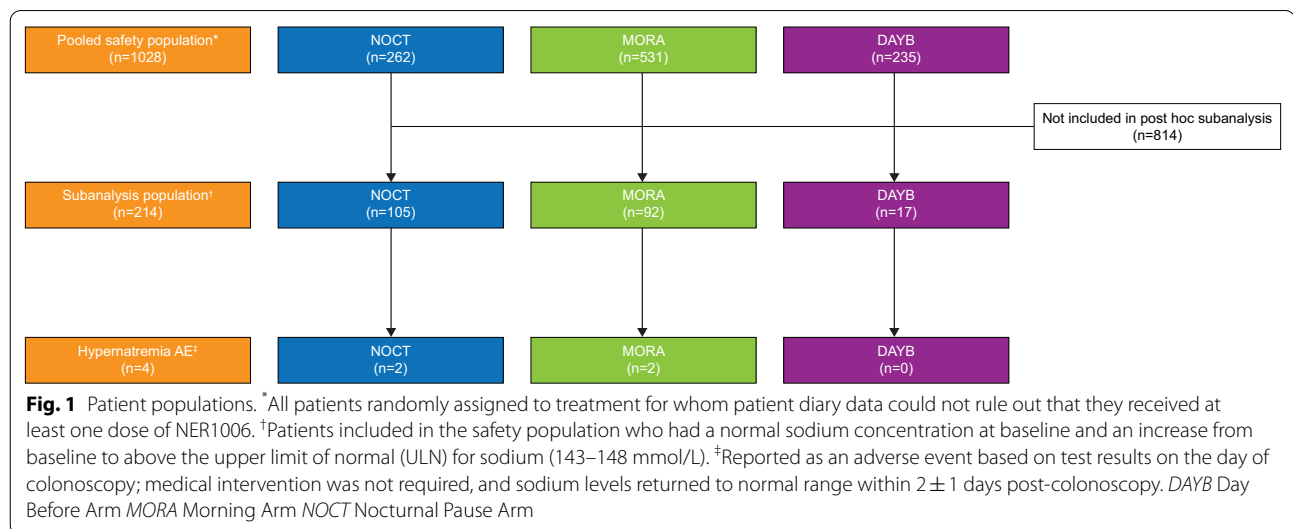 Pooled safety population*
(n=1028)
NOCT
(n=262)
MORA
(n=531)
DAYB
(n=235)
Not included in post hoc subanalysis
(n=814)
Subanalysis population†
(n=214)
NOCT
(n=105)
MORA
(n=92)
DAYB
(n=17)
Hypernatremia AE‡
(n=4)
NOCT
(n=2)
MORA
(n=2)
DAYB
(n=0)
Fig. 1 Patient populations. *All patients randomly assigned to treatment for whom patient diary data could not rule out that they received at
least one dose of NER1006. †Patients included in the safety population who had a normal sodium concentration at baseline and an increase from
baseline to above the upper limit of normal (ULN) for sodium (143–148 mmol/L). ‡Reported as an adverse event based on test results on the day of
colonoscopy; medical intervention was not required, and sodium levels returned to normal range within 2 ± 1 days post-colonoscopy. DAYB Day
Before Arm MORA Morning Arm NOCT Nocturnal Pause Arm